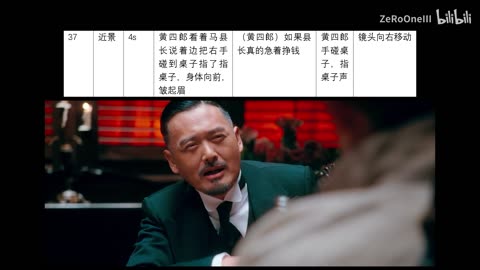 ZeRoOneIII bilibili
37 近景 4s 黄四郎看着马县 （黄四郎）如果县 黄四郎 镜头向右移动
长说着边把右手 长真的急着挣钱 手碰桌
碰到桌子指了指 子，指
桌子，身体向前， 桌子声
皱起眉